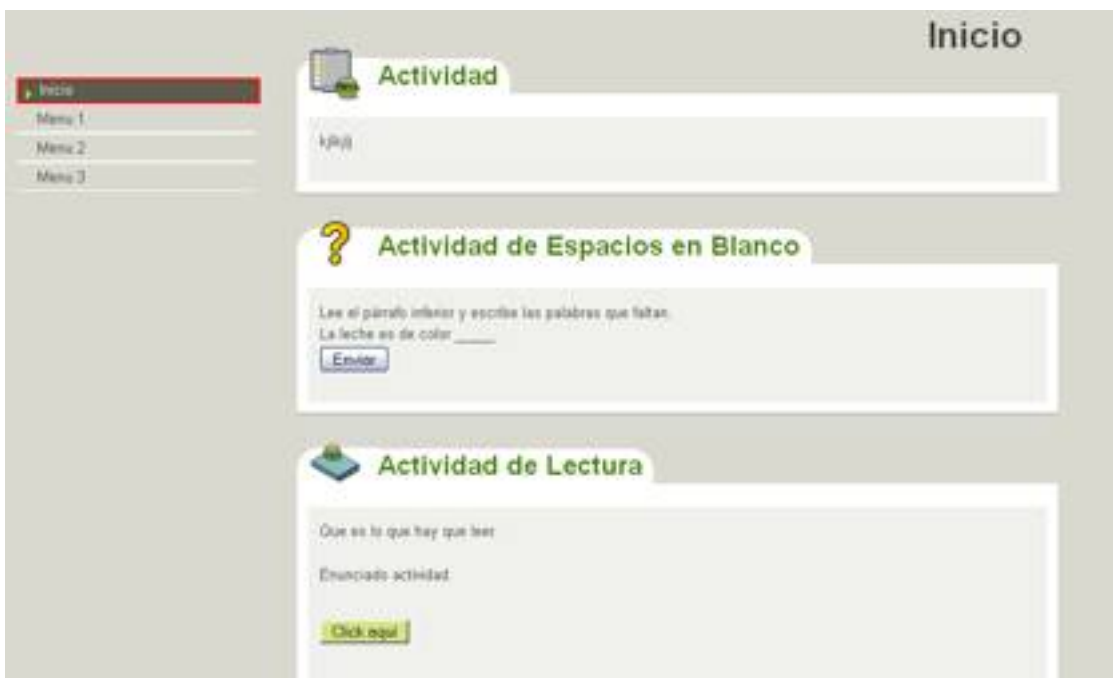 Inicio
Inicio
Menu 1
Menu 2
Menu 3
Actividad
Actividad de Espacios en Blanco
Lee el párrafo inferior y escribe las palabras que faltan.
La leche es de color _____
Enviar
Actividad de Lectura
Que es lo que hay que leer
Enunciado actividad
Click aquí